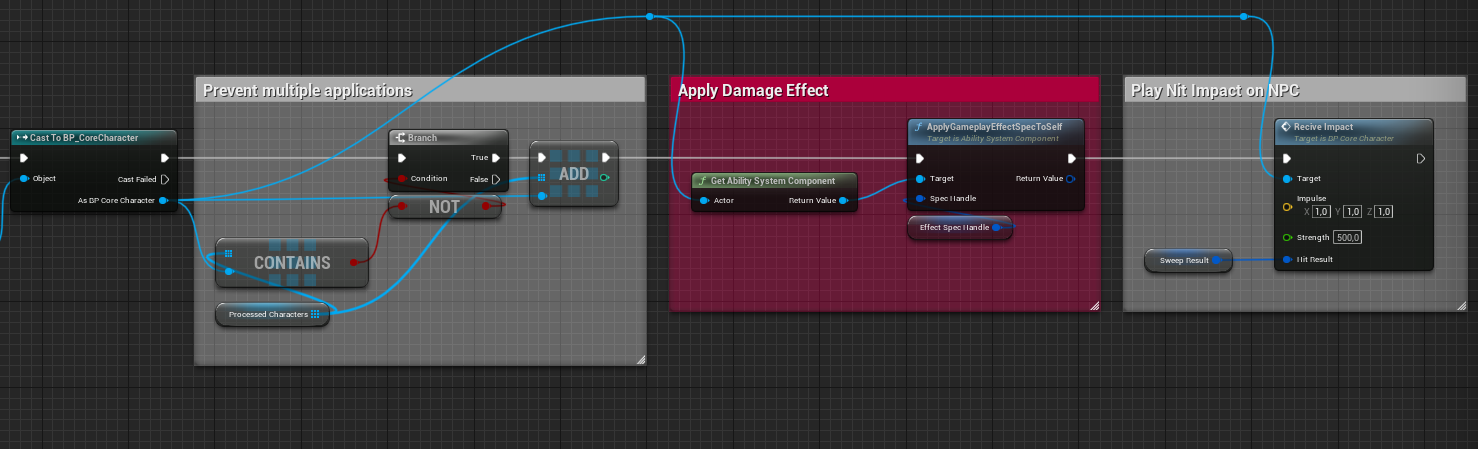 Prevent multiple applications
Apply Damage Effect
Play Nit Impact on NPC
Cast To BP_CoreCharacter
Object
Cast Failed
As BP Core Character
Branch
True
Condition
False
NOT
ADD
CONTAINS
Processed Characters
Get Ability System Component
Actor
Return Value
ApplyGameplayEffectSpecToSelf
Target is Ability System Component
Target
Return Value
Spec Handle
Effect Spec Handle
Recive Impact
Target is BP Core Character
Target
Impulse
X 1,0 Y 1,0 Z 1,0
Strength 500,0
Hit Result
Sweep Result